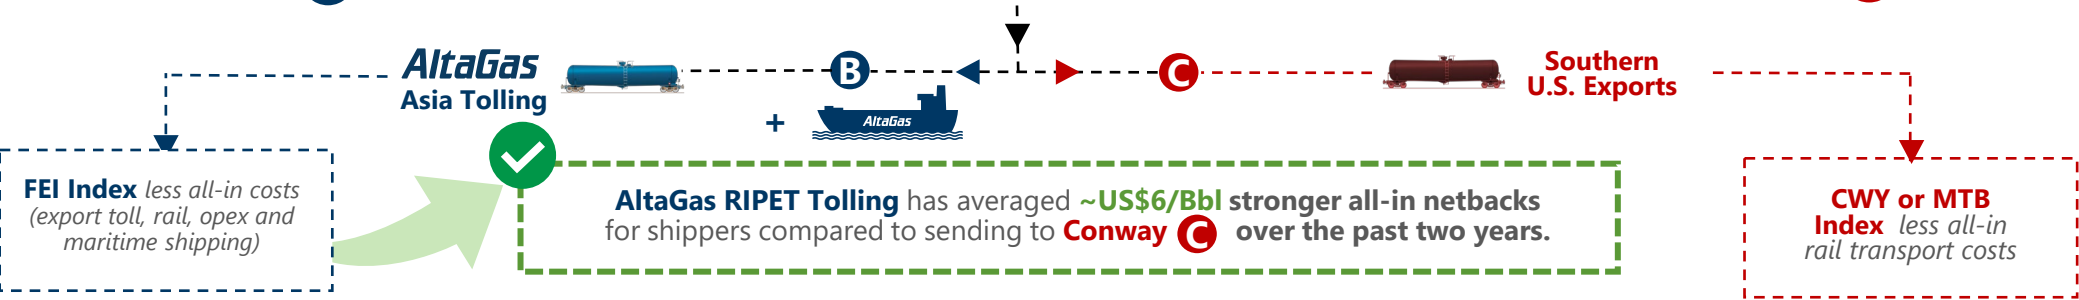 AltaGas
Asia Tolling
B
C
Southern
U.S. Exports
+
AltaGas
FEI Index less all-in costs
(export toll, rail, opex and
maritime shipping)
AltaGas RIPET Tolling has averaged ~US$6/Bbl stronger all-in netbacks
for shippers compared to sending to Conway C over the past two years.
CWY or MTB
Index less all-in
rail transport costs